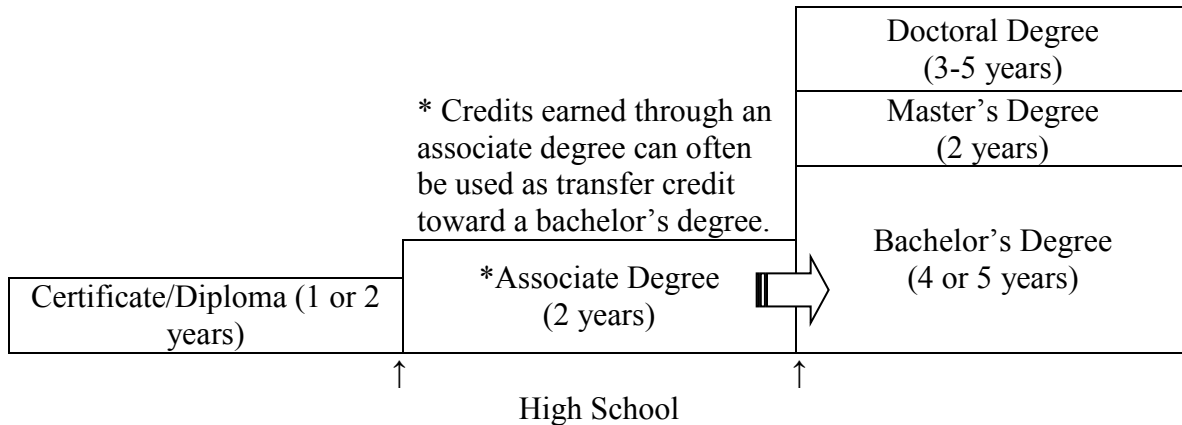 Doctoral Degree
(3-5 years)
* Credits earned through an
associate degree can often
be used as transfer credit
toward a bachelor’s degree.
Master’s Degree
(2 years)
Bachelor’s Degree
(4 or 5 years)
*Associate Degree
(2 years)
Certificate/Diploma (1 or 2
years)
↑ ↑
High School